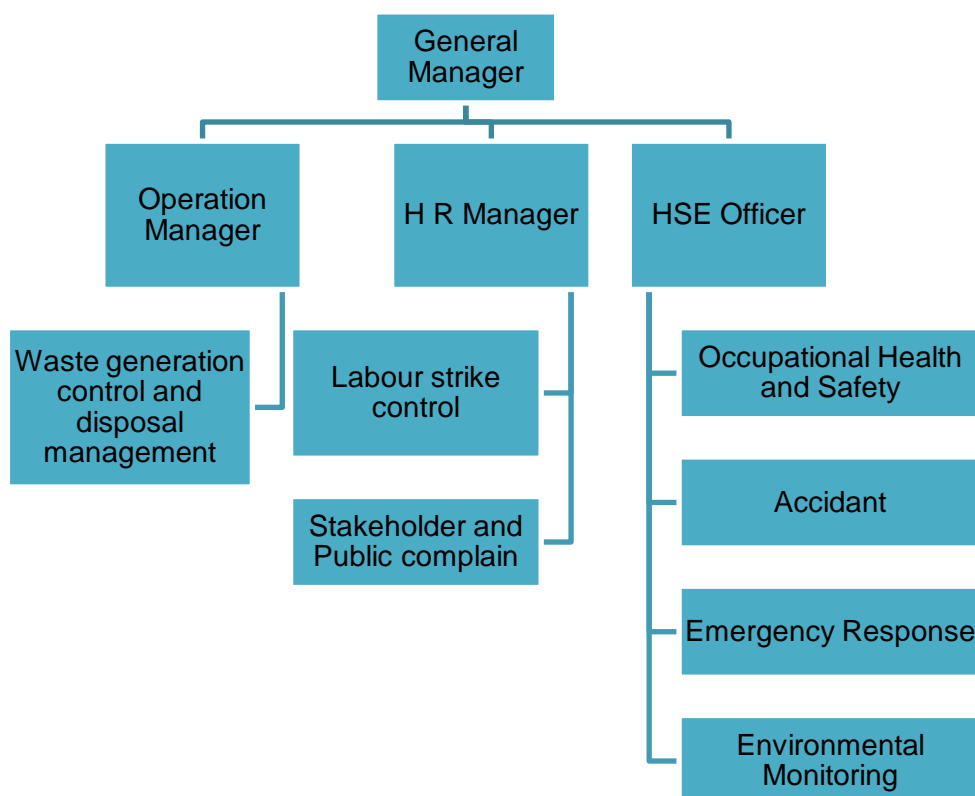 General
Manager
Operation
Manager
H R Manager
HSE Officer
Waste generation
control and
disposal
management
Labour strike
control
Stakeholder and
Public complain
Occupational Health
and Safety
Accidant
Emergency Response
Environmental
Monitoring